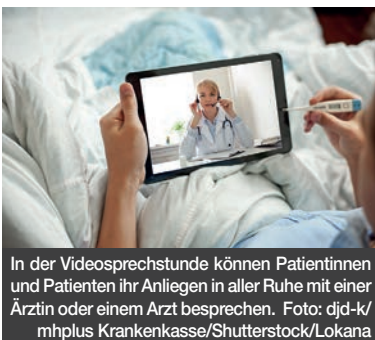 In der Videosprechstunde können Patientinnen
und Patienten ihr Anliegen in aller Ruhe mit einer
Ärztin oder einem Arzt besprechen. Foto: djd-k/
mhplus Krankenkasse/Shutterstock/Lokana